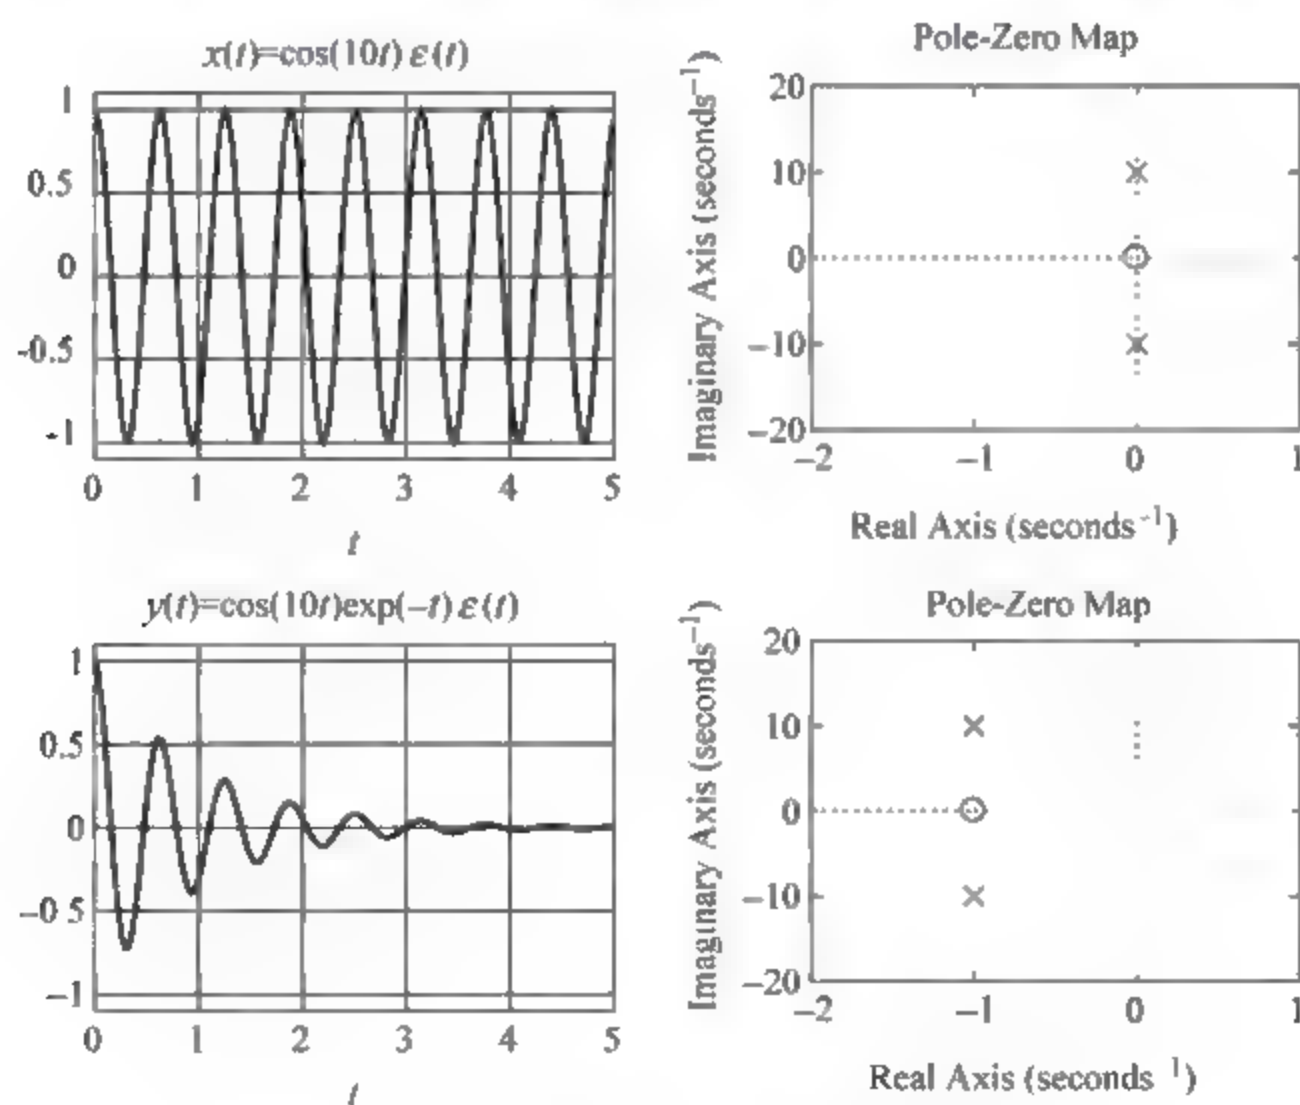 x(t)=cos(10t) ε(t)
1
0.5
0
-0.5
-1
0 1 2 3 4 5
t
Pole-Zero Map
Imaginary Axis (seconds⁻¹)
20
10
0
−10
−20
−2 −1 0 1
Real Axis (seconds⁻¹)
y(t)=cos(10t)exp(−t) ε(t)
1
0.5
0
−0 5
−1
0 1 2 3 4 5
t
Pole-Zero Map
Imaginary Axis (seconds⁻¹)
20
10
0
−10
−20
−2 −1 0 1
Real Axis (seconds ¹)